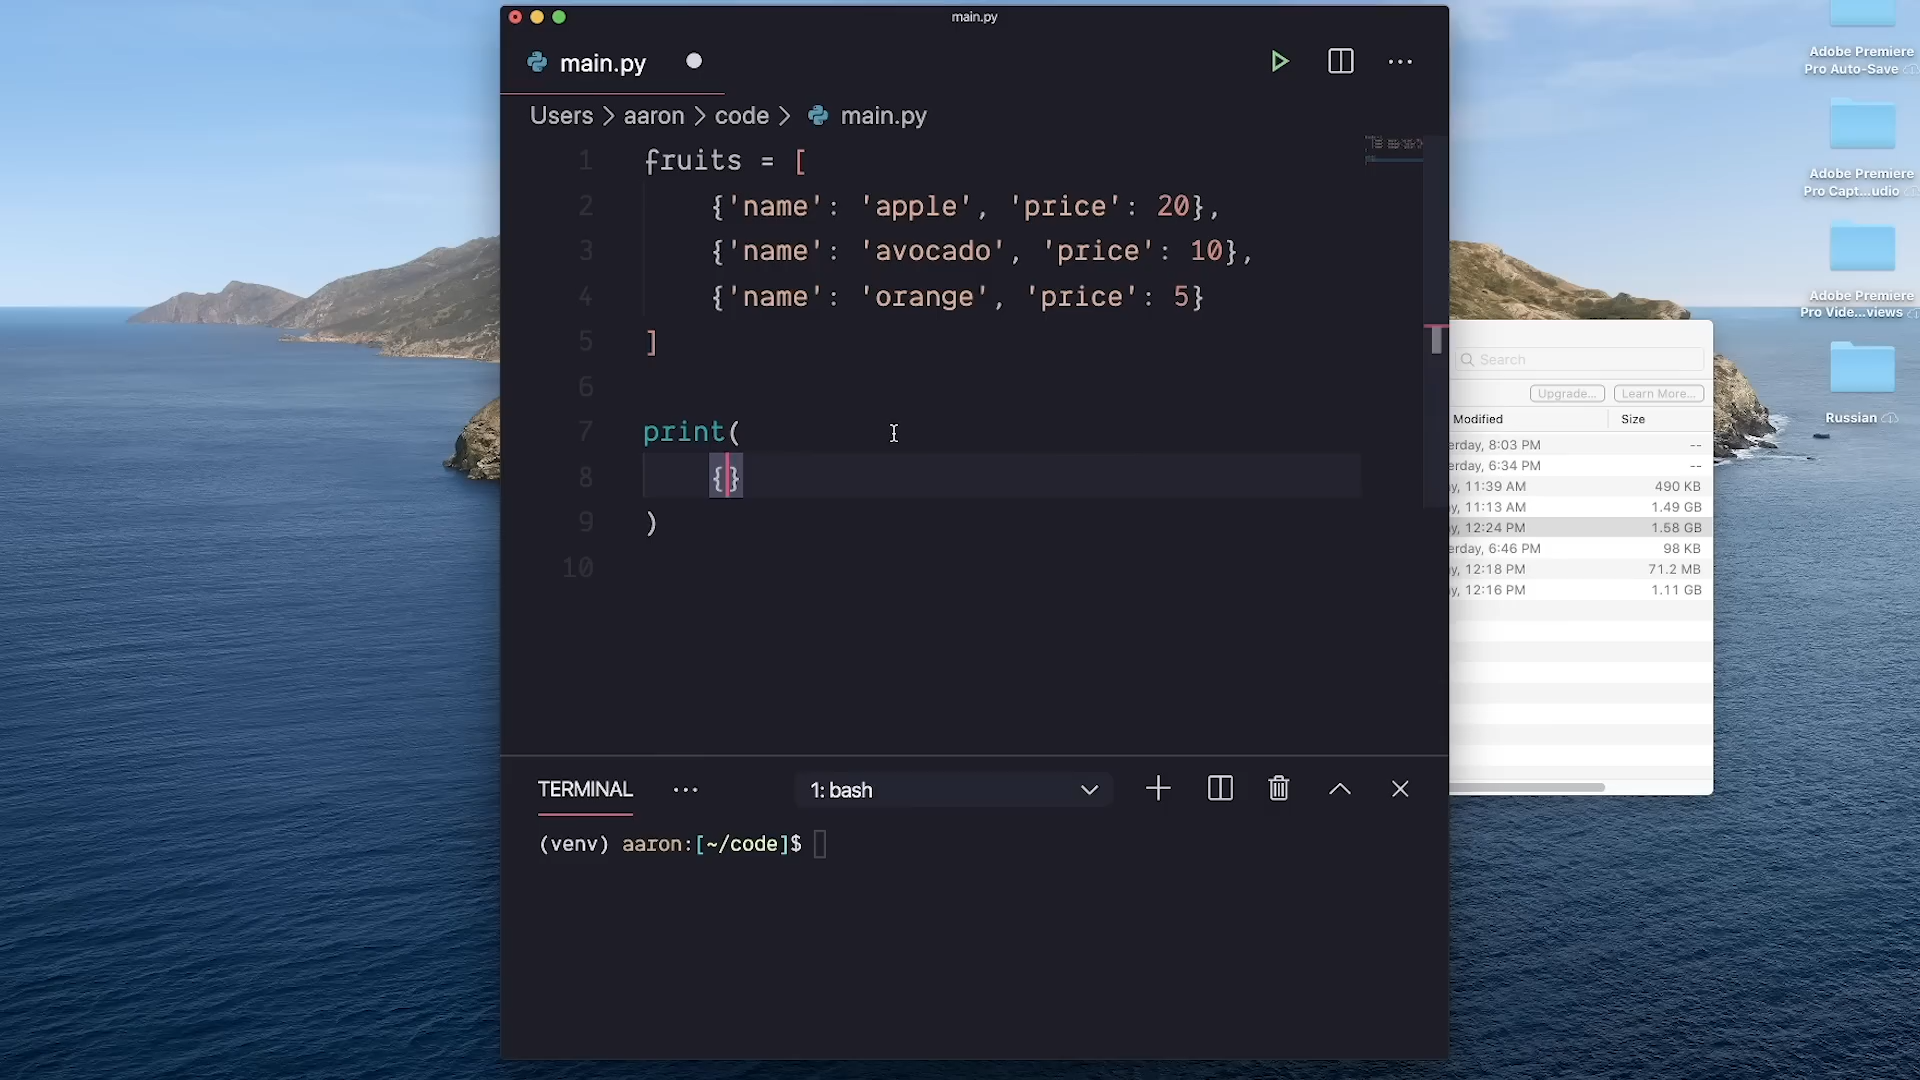 main.py
main.py
Users > aaron > code > main.py
1 fruits = [
2 {'name': 'apple', 'price': 20},
3 {'name': 'avocado', 'price': 10},
4 {'name': 'orange', 'price': 5}
5 ]
6
7 print(
8 {}
9 )
10
TERMINAL ... 1: bash
(venv) aaron:[~/code]$
Adobe Premiere
Pro Auto-Save
Adobe Premiere
Pro Capt...udio
Adobe Premiere
Pro Vide...views
Russian
Search
Upgrade... Learn More...
Modified Size
erday, 8:03 PM --
erday, 6:34 PM --
y, 11:39 AM 490 KB
y, 11:13 AM 1.49 GB
y, 12:24 PM 1.58 GB
erday, 6:46 PM 98 KB
y, 12:18 PM 71.2 MB
y, 12:16 PM 1.11 GB